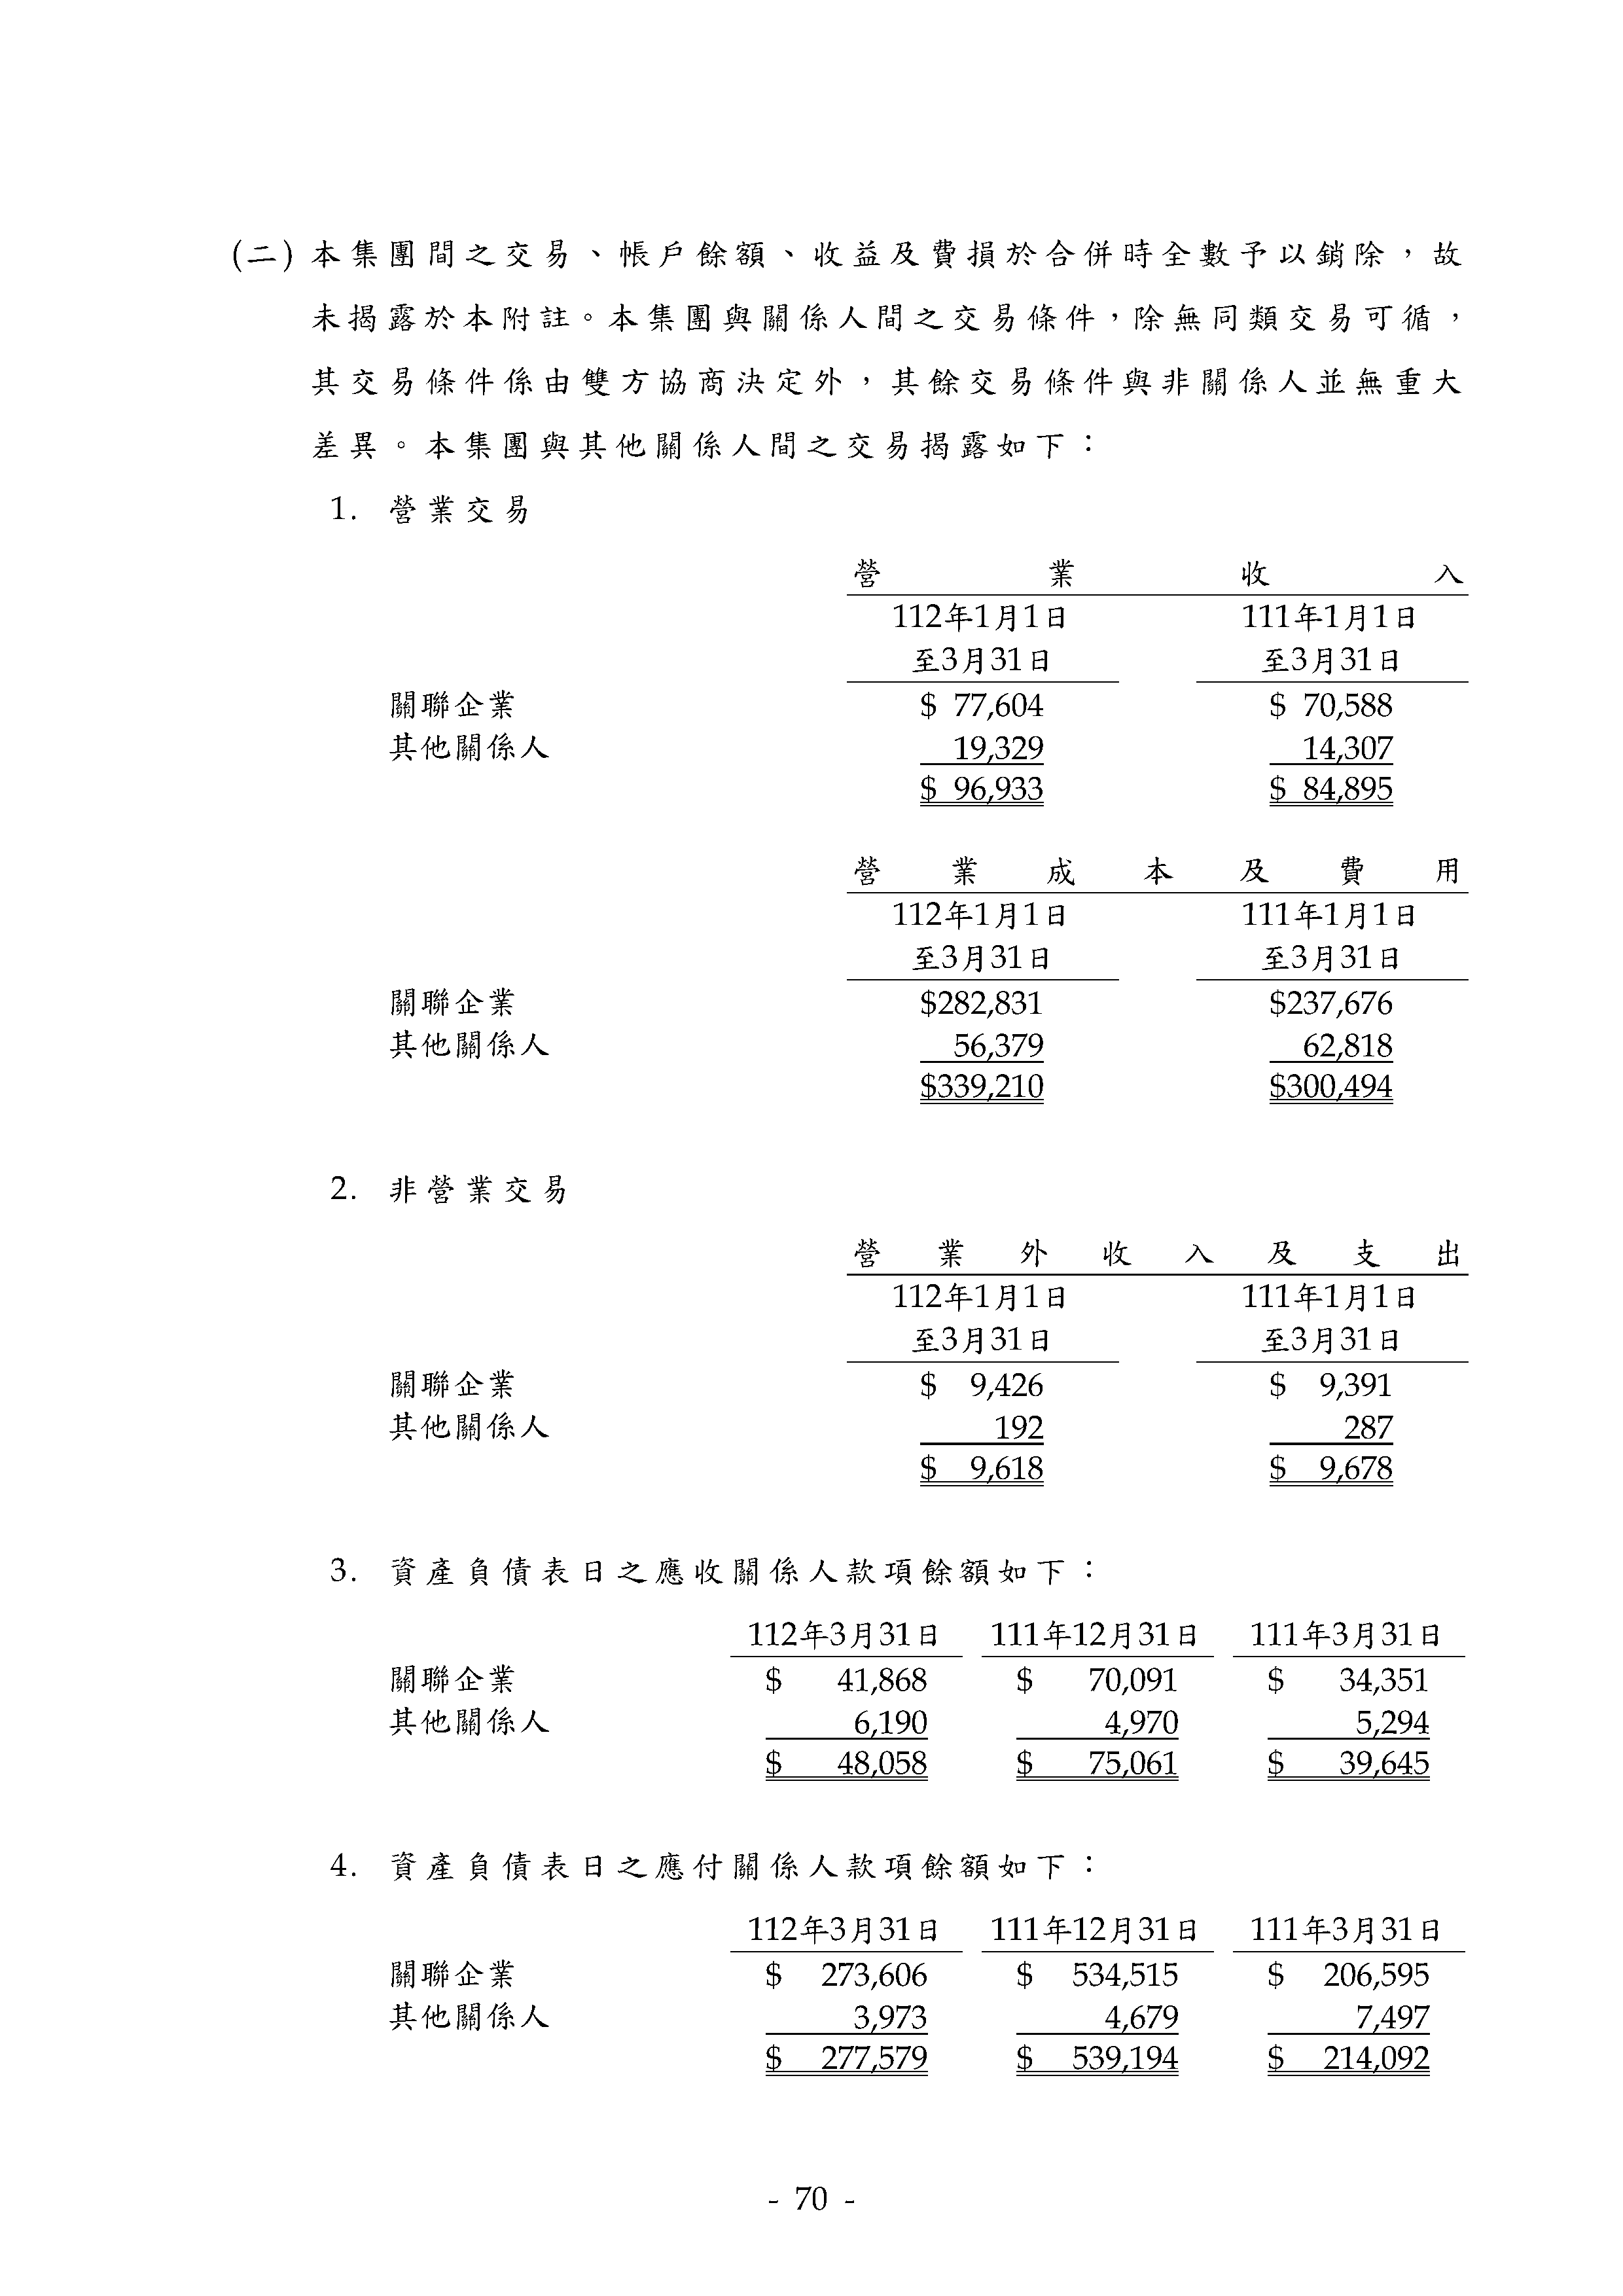 (二)本集團間之交易、帳戶餘額、收益及費損於合併時全數予以銷除，故
未揭露於本附註。本集團與關係人間之交易條件，除無同類交易可循，
其交易條件係由雙方協商決定外，其餘交易條件與非關係人並無重大
差異。本集團與其他關係人間之交易揭露如下：
1. 營業交易
營業收入
112年1月1日 111年1月1日
至3月31日 至3月31日
關聯企業 $ 77,604 $ 70,588
其他關係人 19,329 14,307
$ 96,933 $ 84,895
營業成本及費用
112年1月1日 111年1月1日
至3月31日 至3月31日
關聯企業 $282,831 $237,676
其他關係人 56,379 62,818
$339,210 $300,494
2. 非營業交易
營業外收入及支出
112年1月1日 111年1月1日
至3月31日 至3月31日
關聯企業 $ 9,426 $ 9,391
其他關係人 192 287
$ 9,618 $ 9,678
3. 資產負債表日之應收關係人款項餘額如下：
112年3月31日 111年12月31日 111年3月31日
關聯企業 $ 41,868 $ 70,091 $ 34,351
其他關係人 6,190 4,970 5,294
$ 48,058 $ 75,061 $ 39,645
4. 資產負債表日之應付關係人款項餘額如下：
112年3月31日 111年12月31日 111年3月31日
關聯企業 $ 273,606 $ 534,515 $ 206,595
其他關係人 3,973 4,679 7,497
$ 277,579 $ 539,194 $ 214,092
- 70 -